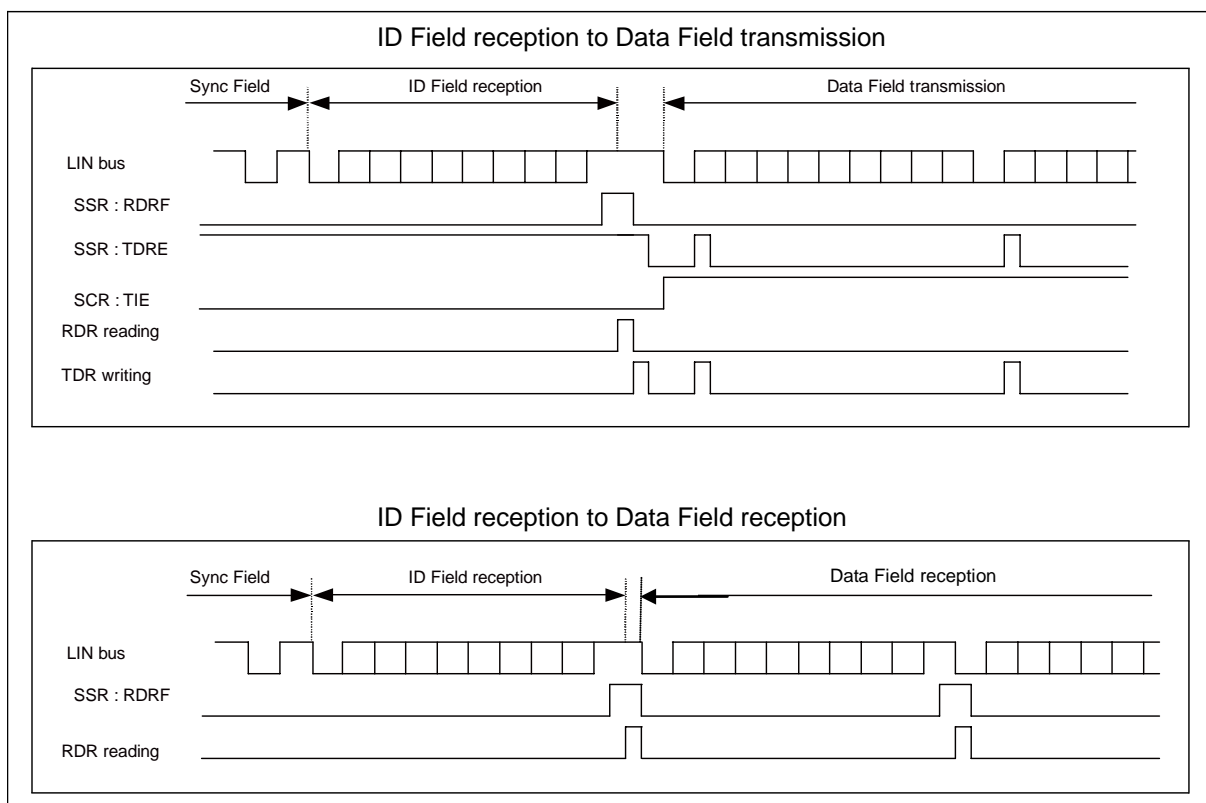 ID Field reception to Data Field transmission
Sync Field ID Field reception Data Field transmission
LIN bus
SSR : RDRF
SSR : TDRE
SCR : TIE
RDR reading
TDR writing
ID Field reception to Data Field reception
Sync Field ID Field reception Data Field reception
LIN bus
SSR : RDRF
RDR reading